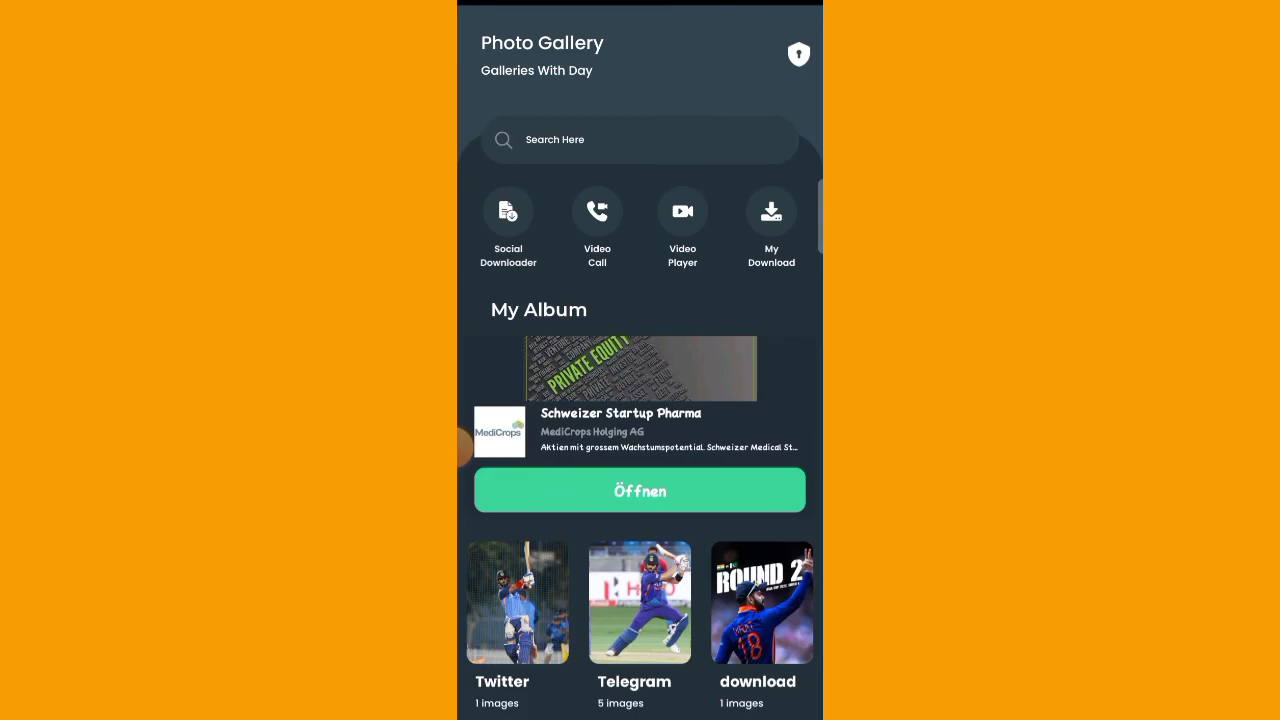 Photo Gallery
Galleries With Day
Search Here
Social
Downloader
Video
Call
Video
Player
My
Download
My Album
PRIVATE EQUITY
Schweizer Startup Pharma
MediCrops
MediCrops Holging AG
Aktien mit grossem Wachstumspotential. Schweizer Medical St...
Öffnen
ROUND 2
18
Twitter
Telegram
download
1 images
5 images
1 images